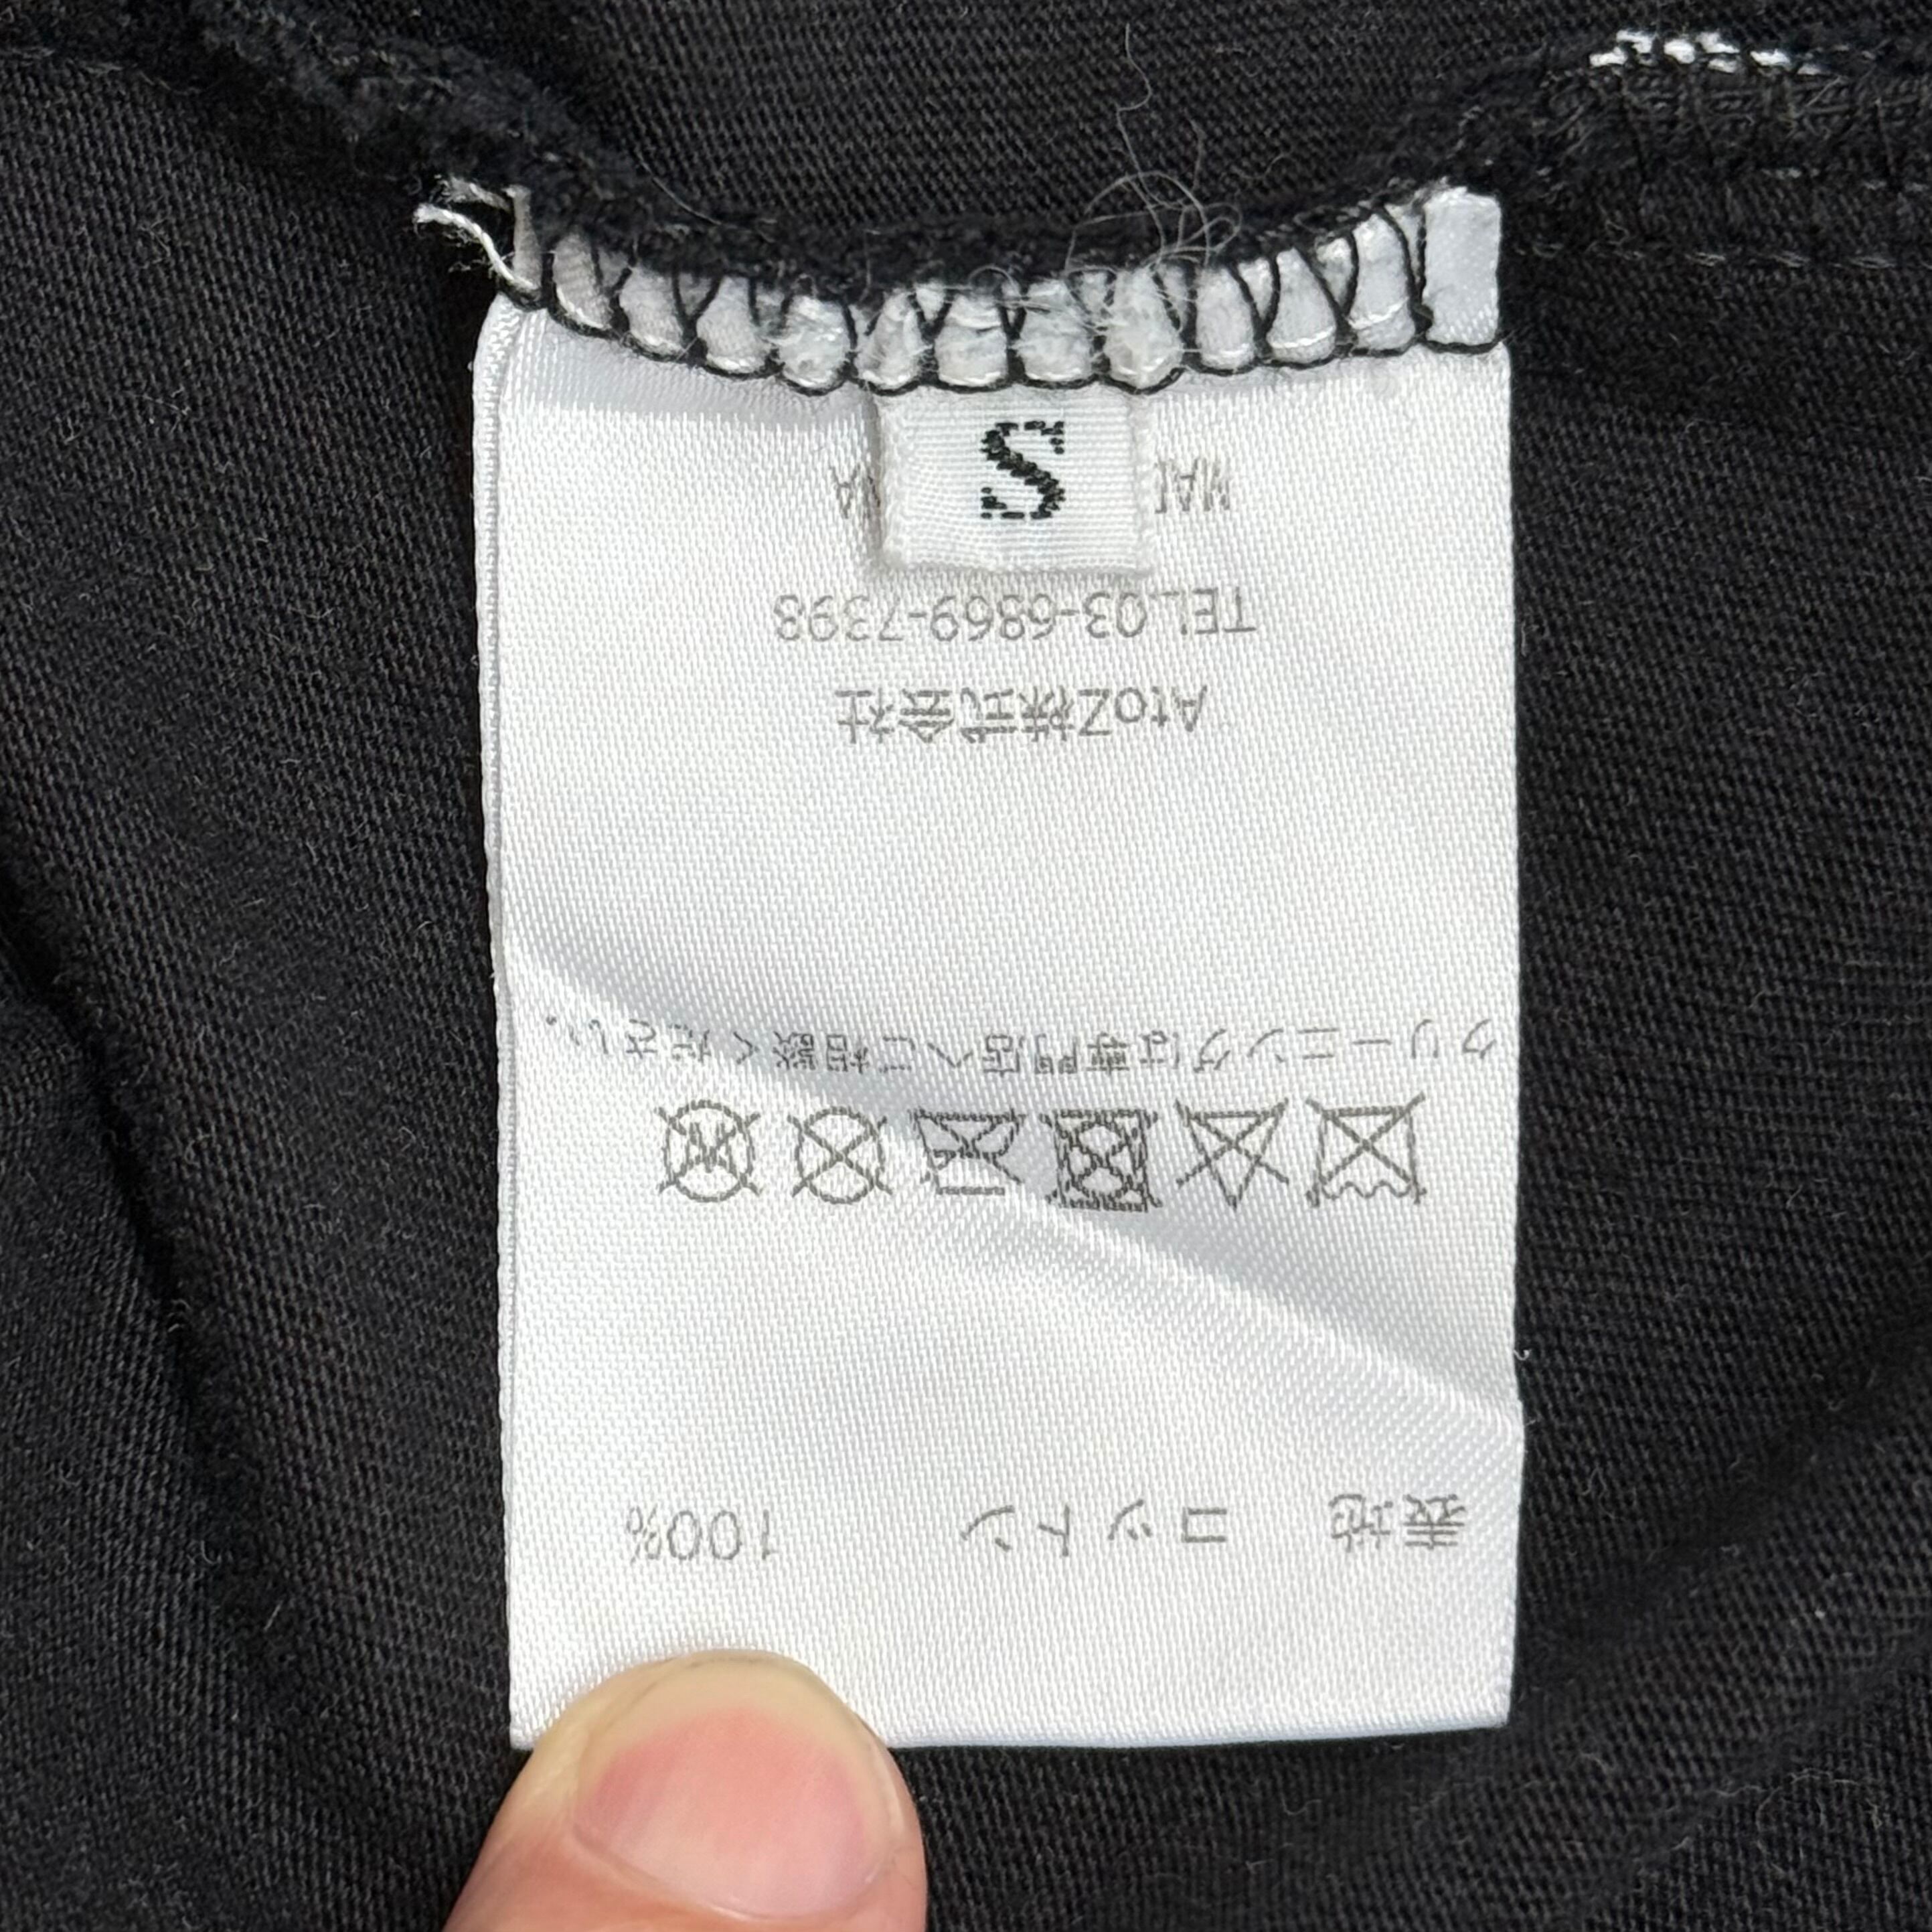 表地 コットン 100%
クリーニングは専門店へご相談ください。
AtoZ株式会社
TEL.03-6869-7398
S